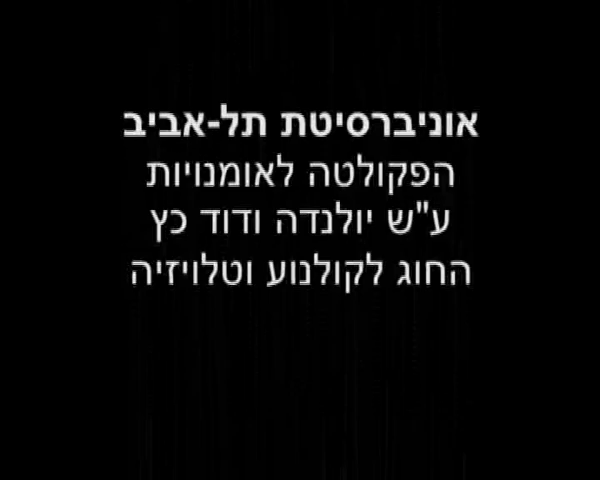 אוניברסיטת תל-אביב
הפקולטה לאומנויות
ע"ש יולנדה ודוד כץ
החוג לקולנוע וטלויזיה